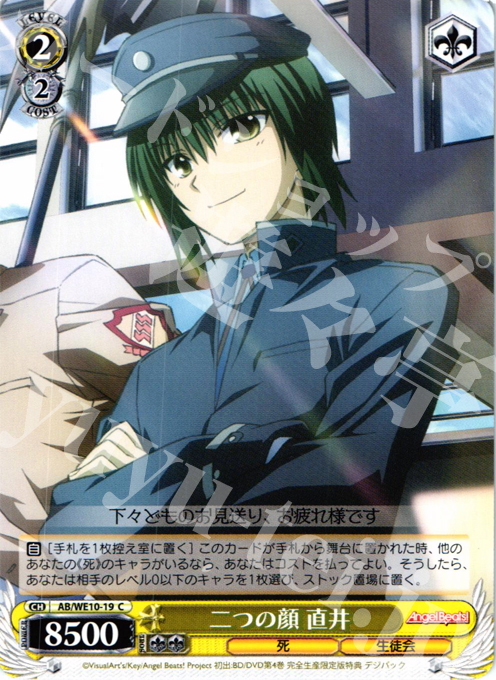 LEVEL
2
2
COST
SSS
下々どものお見送り、お疲れ様です
［手札を1枚控え室に置く］このカードが手札から舞台に置かれた時、他の
あなたの《死》のキャラがいるなら、あなたはコストを払ってよい。そうしたら、
あなたは相手のレベル0以下のキャラを1枚選び、ストック置場に置く。
CH AB/WE10-19 C
POWER 8500 SOUL
二つの顔 直井
Angel Beats!
死 生徒会
©VisualArt's/Key/Angel Beats! Project 初出:BD/DVD第4巻 完全生産限定版特典 デジパック